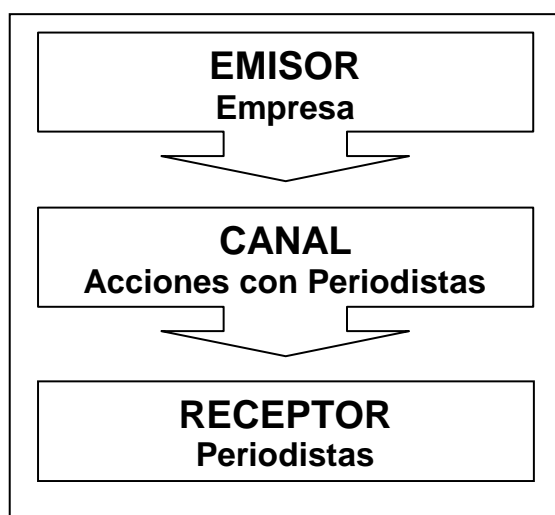 EMISOR
Empresa
CANAL
Acciones con Periodistas
RECEPTOR
Periodistas